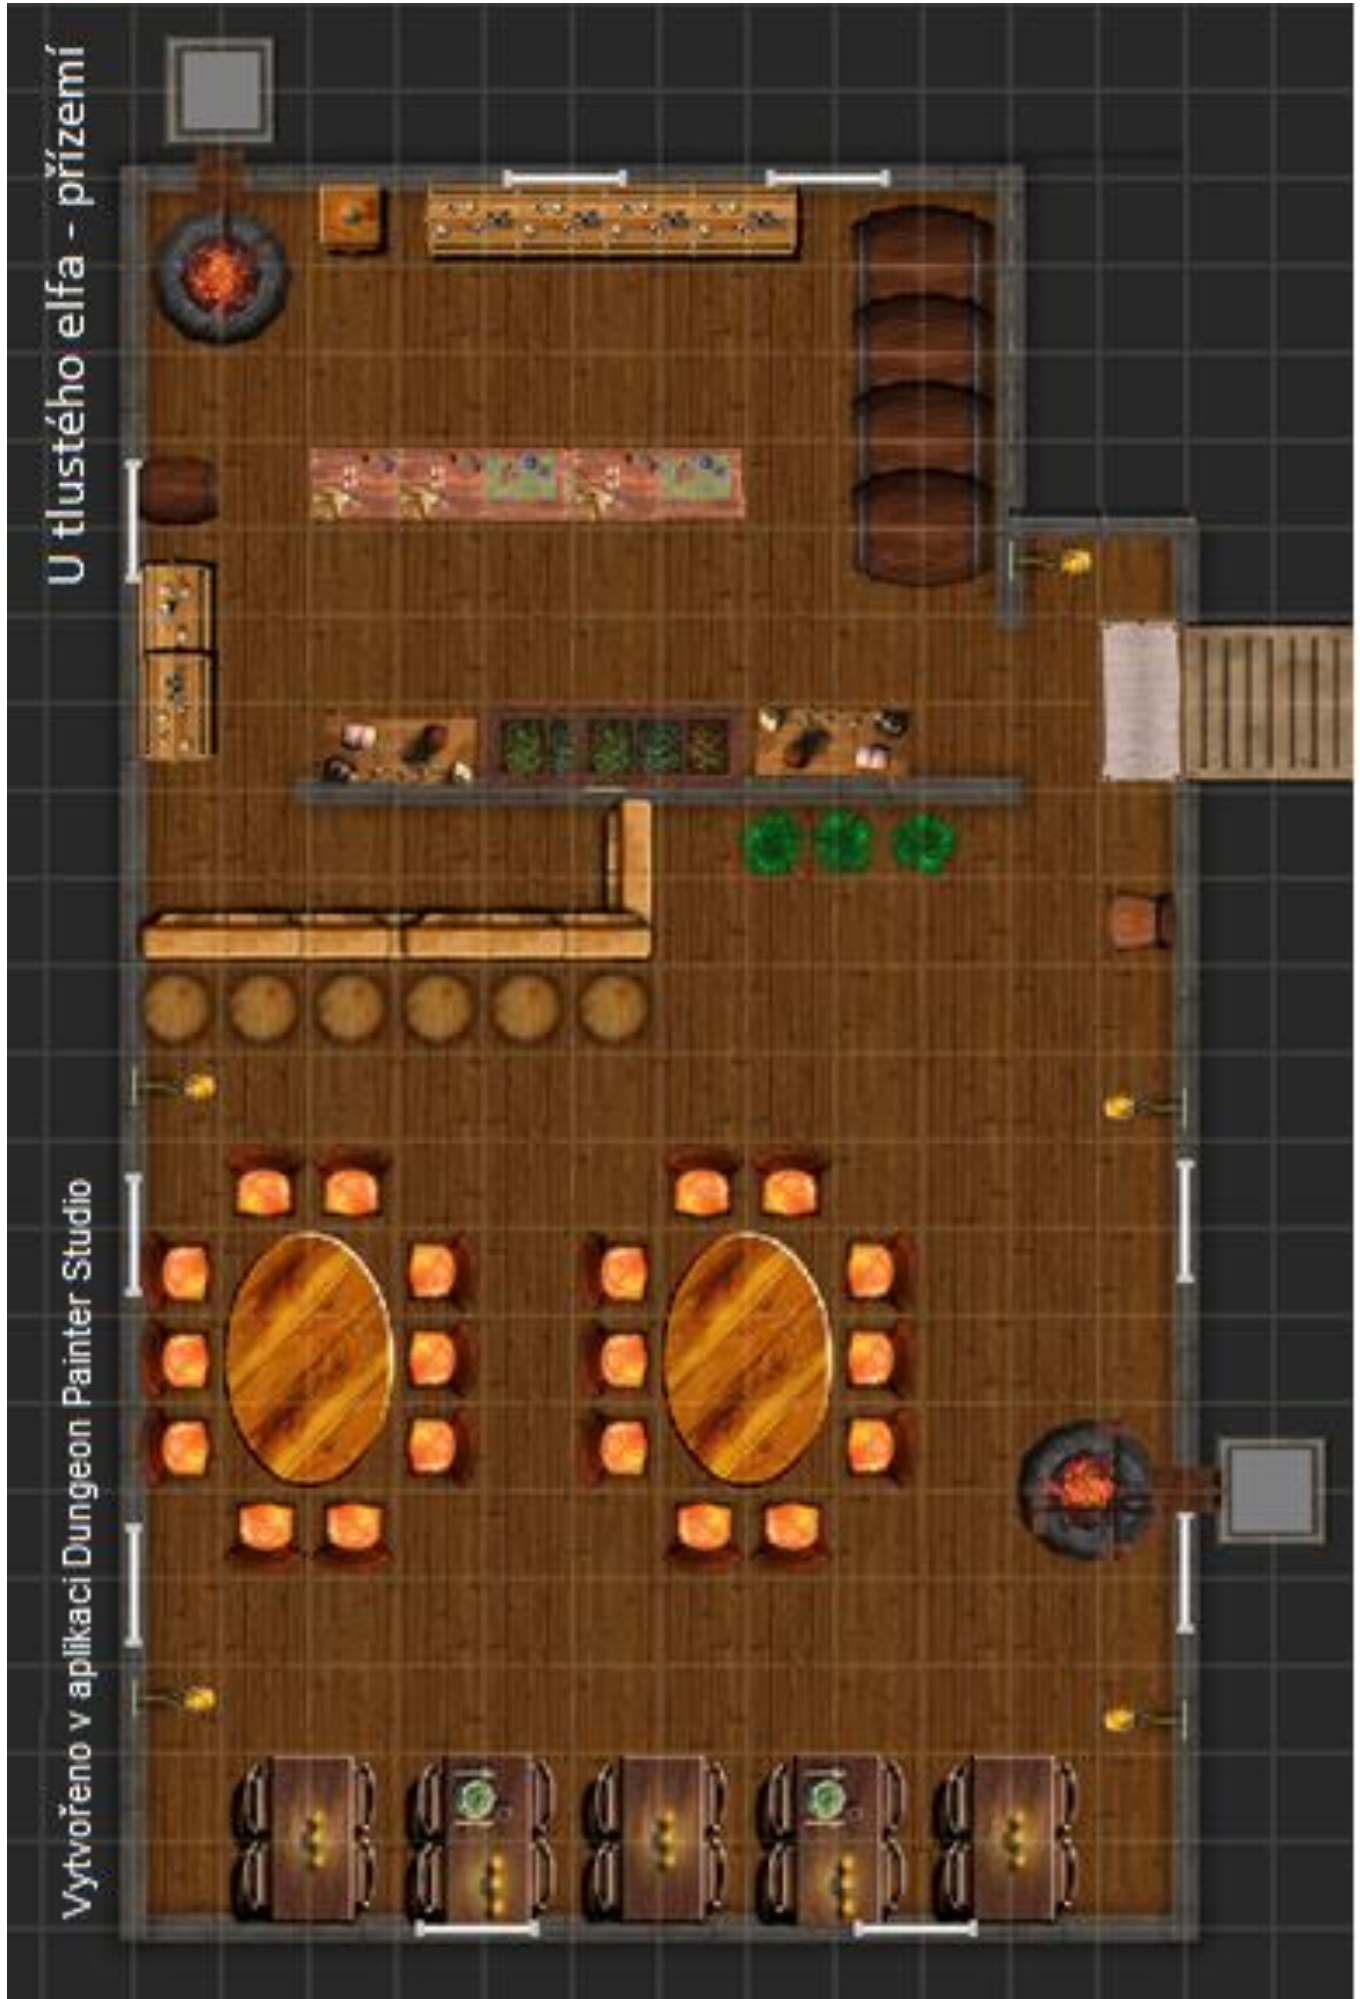 U tlustého elfa - přízemí
Vytvořeno v aplikaci Dungeon Painter Studio